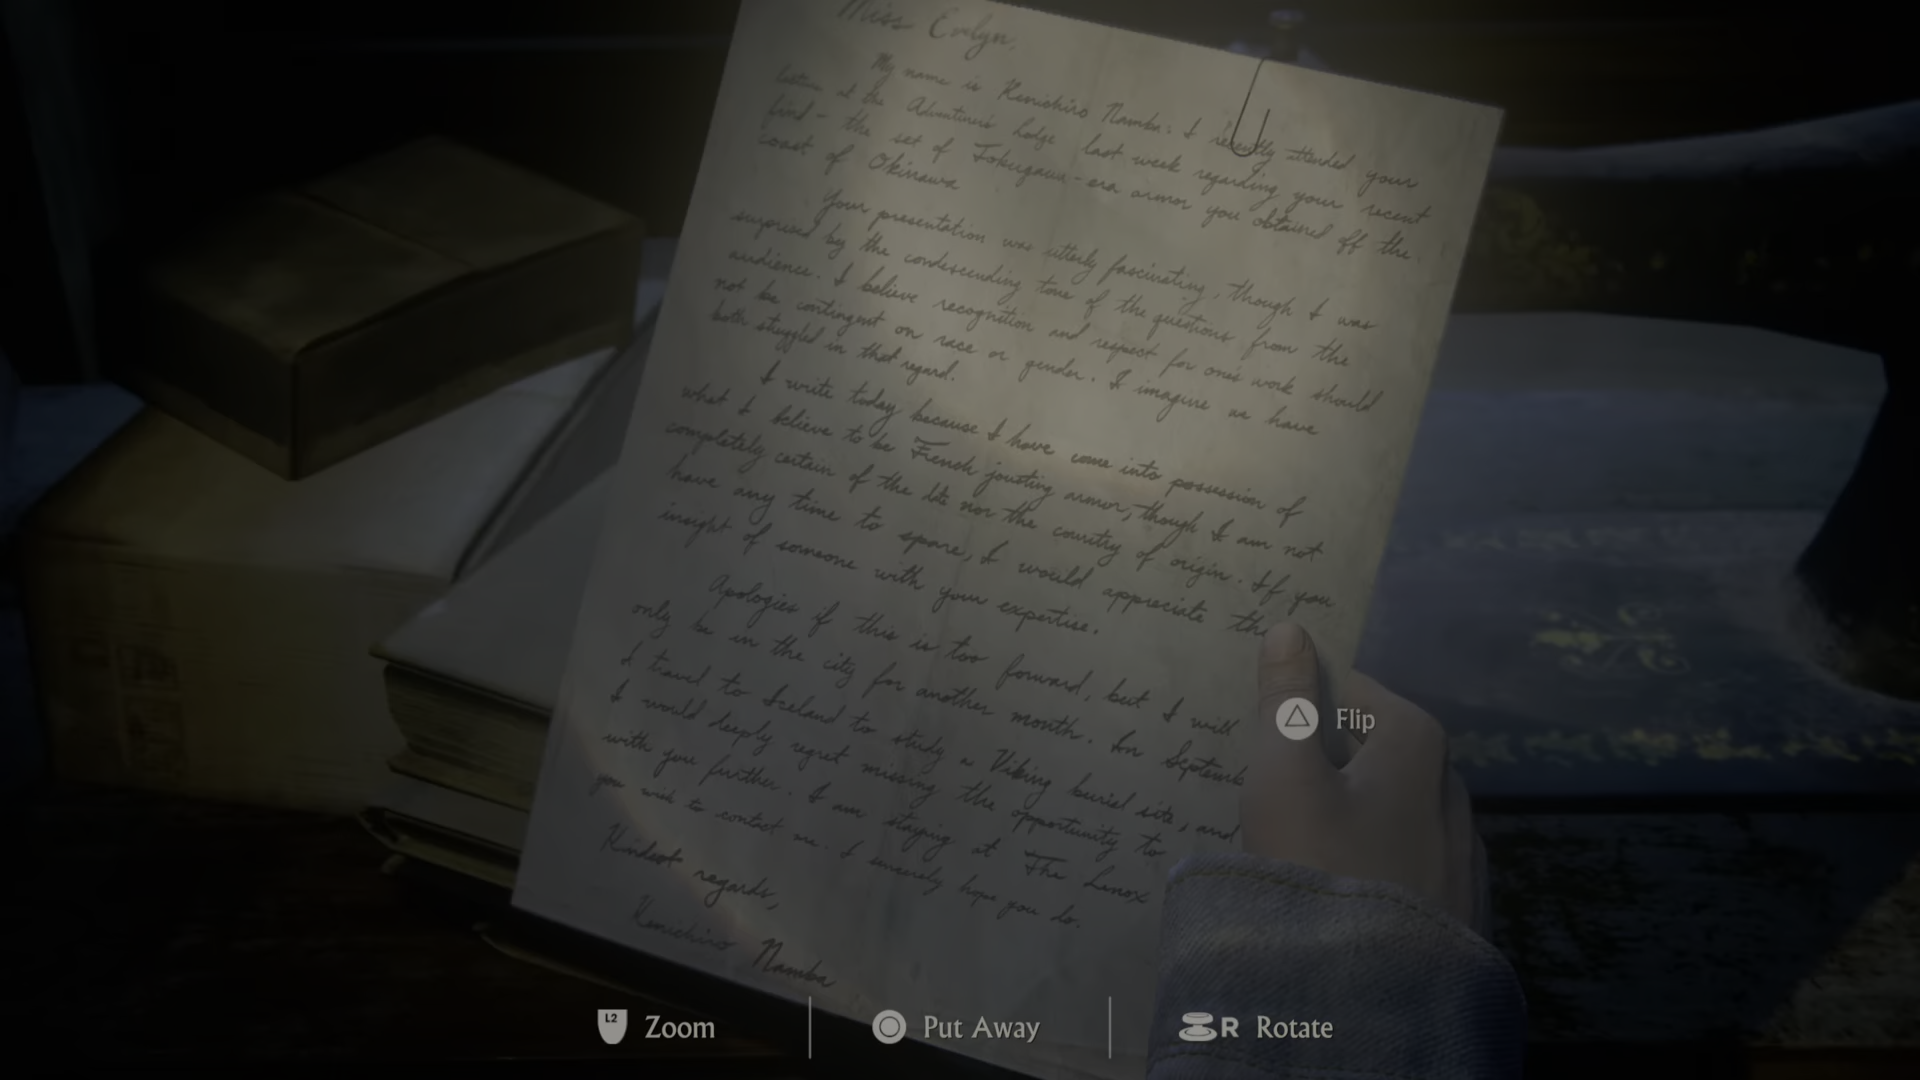 Miss Evelyn,
My name is Kenichiro Namba. I recently attended your
lecture at the Adventurer's Lodge last week regarding your recent
find - the set of Tokugawa-era armor you obtained off the
coast of Okinawa
Your presentation was utterly fascinating, though I was
surprised by the condescending tone of the questions from the
audience. I believe recognition and respect for one's work should
not be contingent on race or gender. I imagine we have
both struggled in that regard.
I write today because I have come into possession of
what I believe to be French jousting armor, though I am not
completely certain of the date nor the country of origin. If you
have any time to spare, I would appreciate the
insight of someone with your expertise.
Apologies if this is too forward, but I will
only be in the city for another month. In Septemb
I travel to Iceland to study a Viking burial site, and
I would deeply regret missing the opportunity to
with you further. I am staying at The Lenox
you wish to contact me. I sincerely hope you do.
Kindest regards,
Kenichiro Namba
Flip
L2 Zoom
Put Away
R Rotate